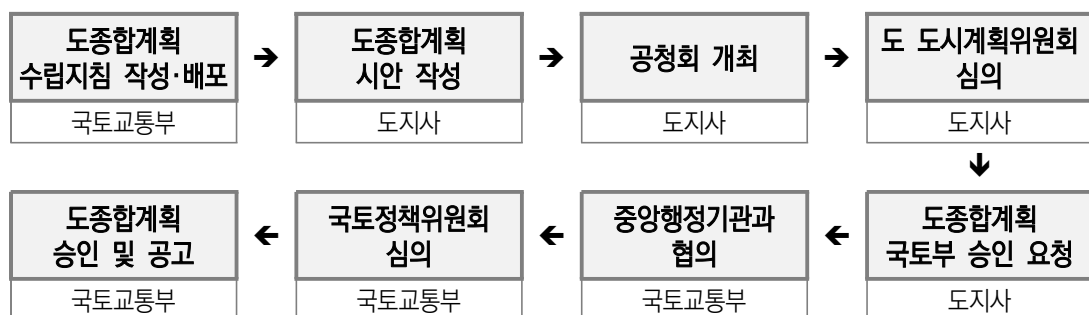 도종합계획
수립지침 작성·배포
국토교통부
➔
도종합계획
시안 작성
도지사
➔
공청회 개최
도지사
➔
도 도시계획위원회
심의
도지사
도종합계획
국토부 승인 요청
도지사
중앙행정기관과
협의
국토교통부
국토정책위원회
심의
국토교통부
도종합계획
승인 및 공고
국토교통부